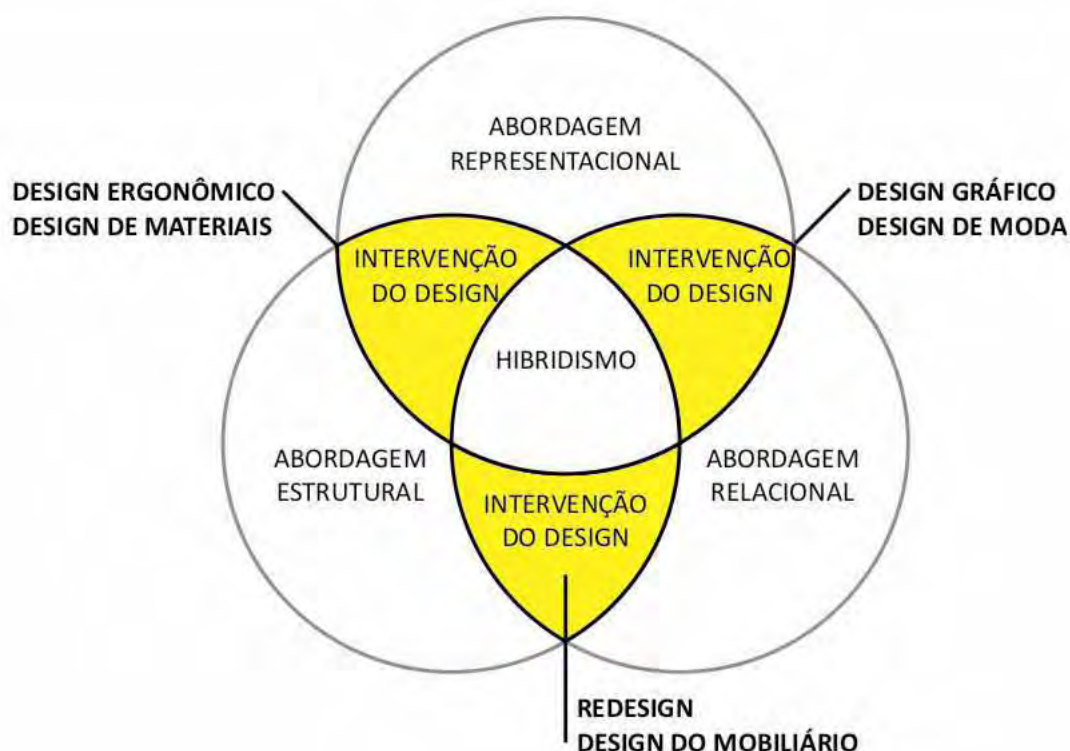 ABORDAGEM
REPRESENTACIONAL
DESIGN ERGONÔMICO
DESIGN DE MATERIAIS
DESIGN GRÁFICO
DESIGN DE MODA
INTERVENÇÃO
DO DESIGN
INTERVENÇÃO
DO DESIGN
HIBRIDISMO
ABORDAGEM
ESTRUTURAL
ABORDAGEM
RELACIONAL
INTERVENÇÃO
DO DESIGN
REDESIGN
DESIGN DO MOBILIÁRIO